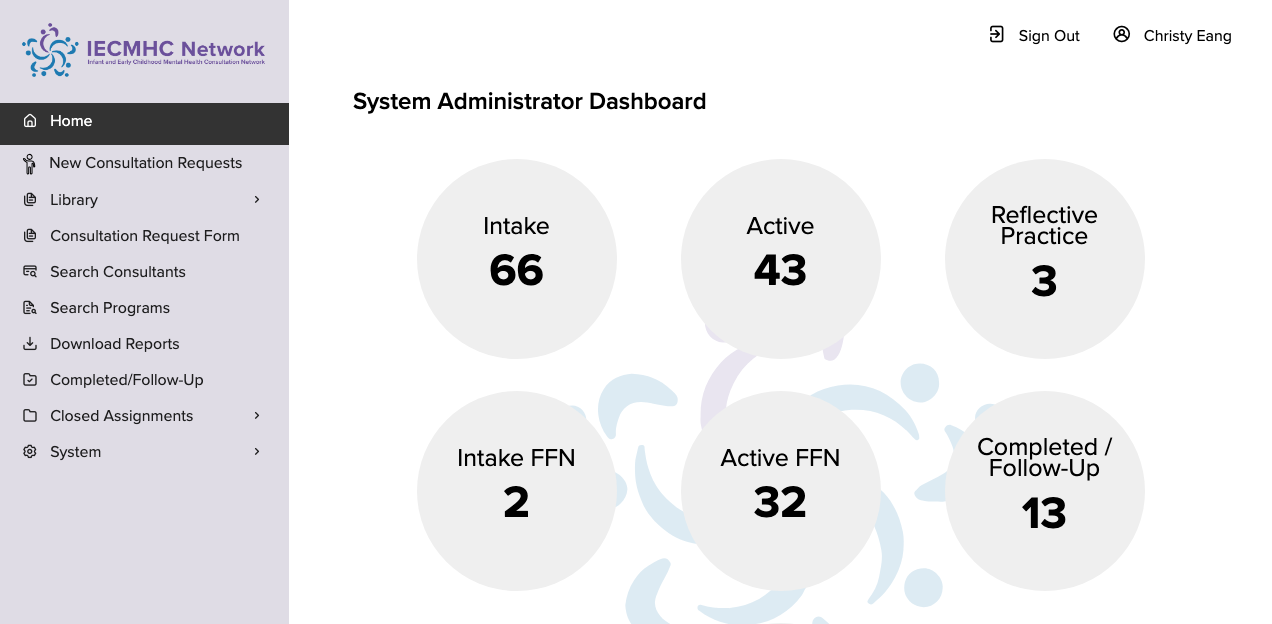 IECMHC Network
Infant and Early Childhood Mental Health Consultation Network
Sign Out
Christy Eang
Home
New Consultation Requests
Library
Consultation Request Form
Search Consultants
Search Programs
Download Reports
Completed/Follow-Up
Closed Assignments
System
System Administrator Dashboard
Intake
66
Active
43
Reflective
Practice
3
Intake FFN
2
Active FFN
32
Completed /
Follow-Up
13